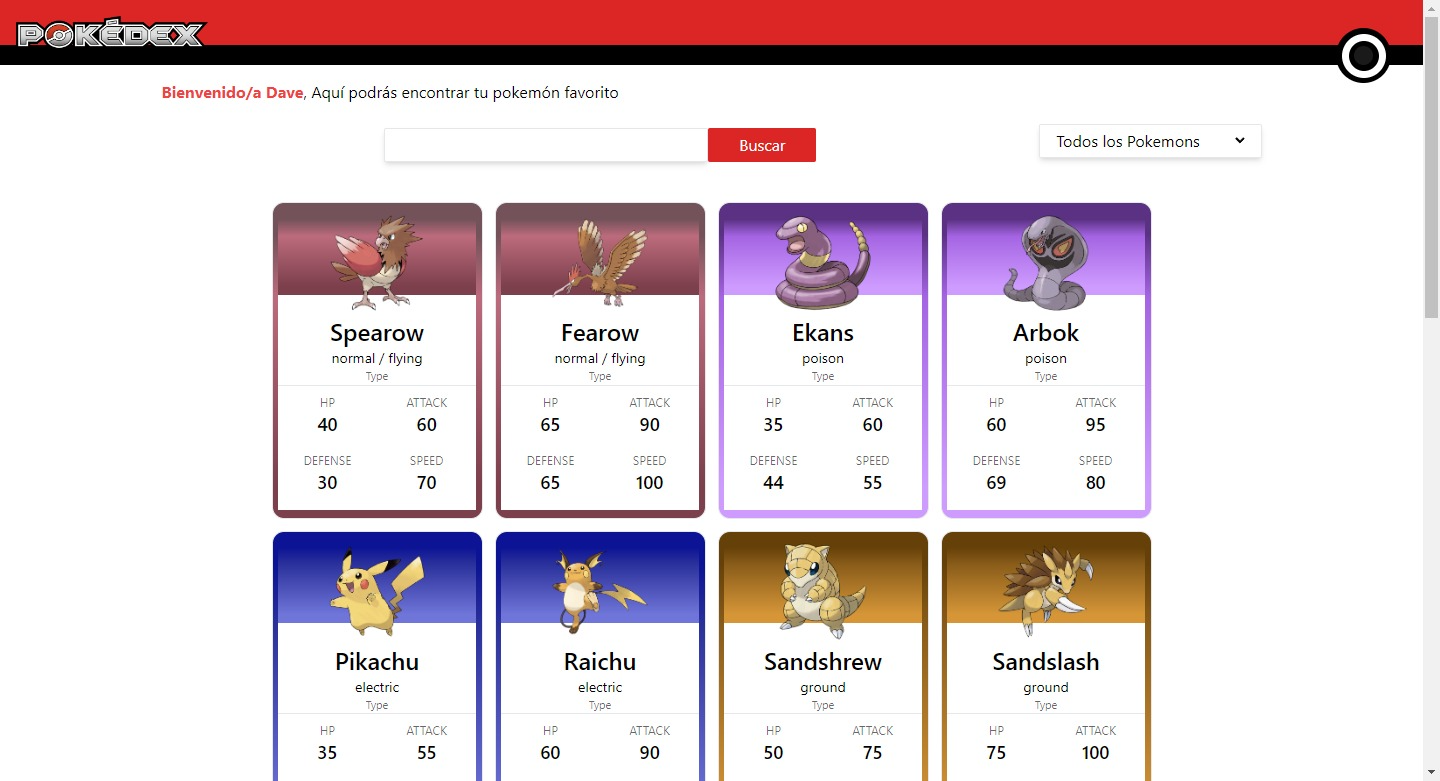 POKÉDEX
Bienvenido/a Dave, Aquí podrás encontrar tu pokemón favorito
Buscar
Todos los Pokemons
Spearow
normal / flying
Type
HP ATTACK
40 60
DEFENSE SPEED
30 70
Fearow
normal / flying
Type
HP ATTACK
65 90
DEFENSE SPEED
65 100
Ekans
poison
Type
HP ATTACK
35 60
DEFENSE SPEED
44 55
Arbok
poison
Type
HP ATTACK
60 95
DEFENSE SPEED
69 80
Pikachu
electric
Type
HP ATTACK
35 55
Raichu
electric
Type
HP ATTACK
60 90
Sandshrew
ground
Type
HP ATTACK
50 75
Sandslash
ground
Type
HP ATTACK
75 100